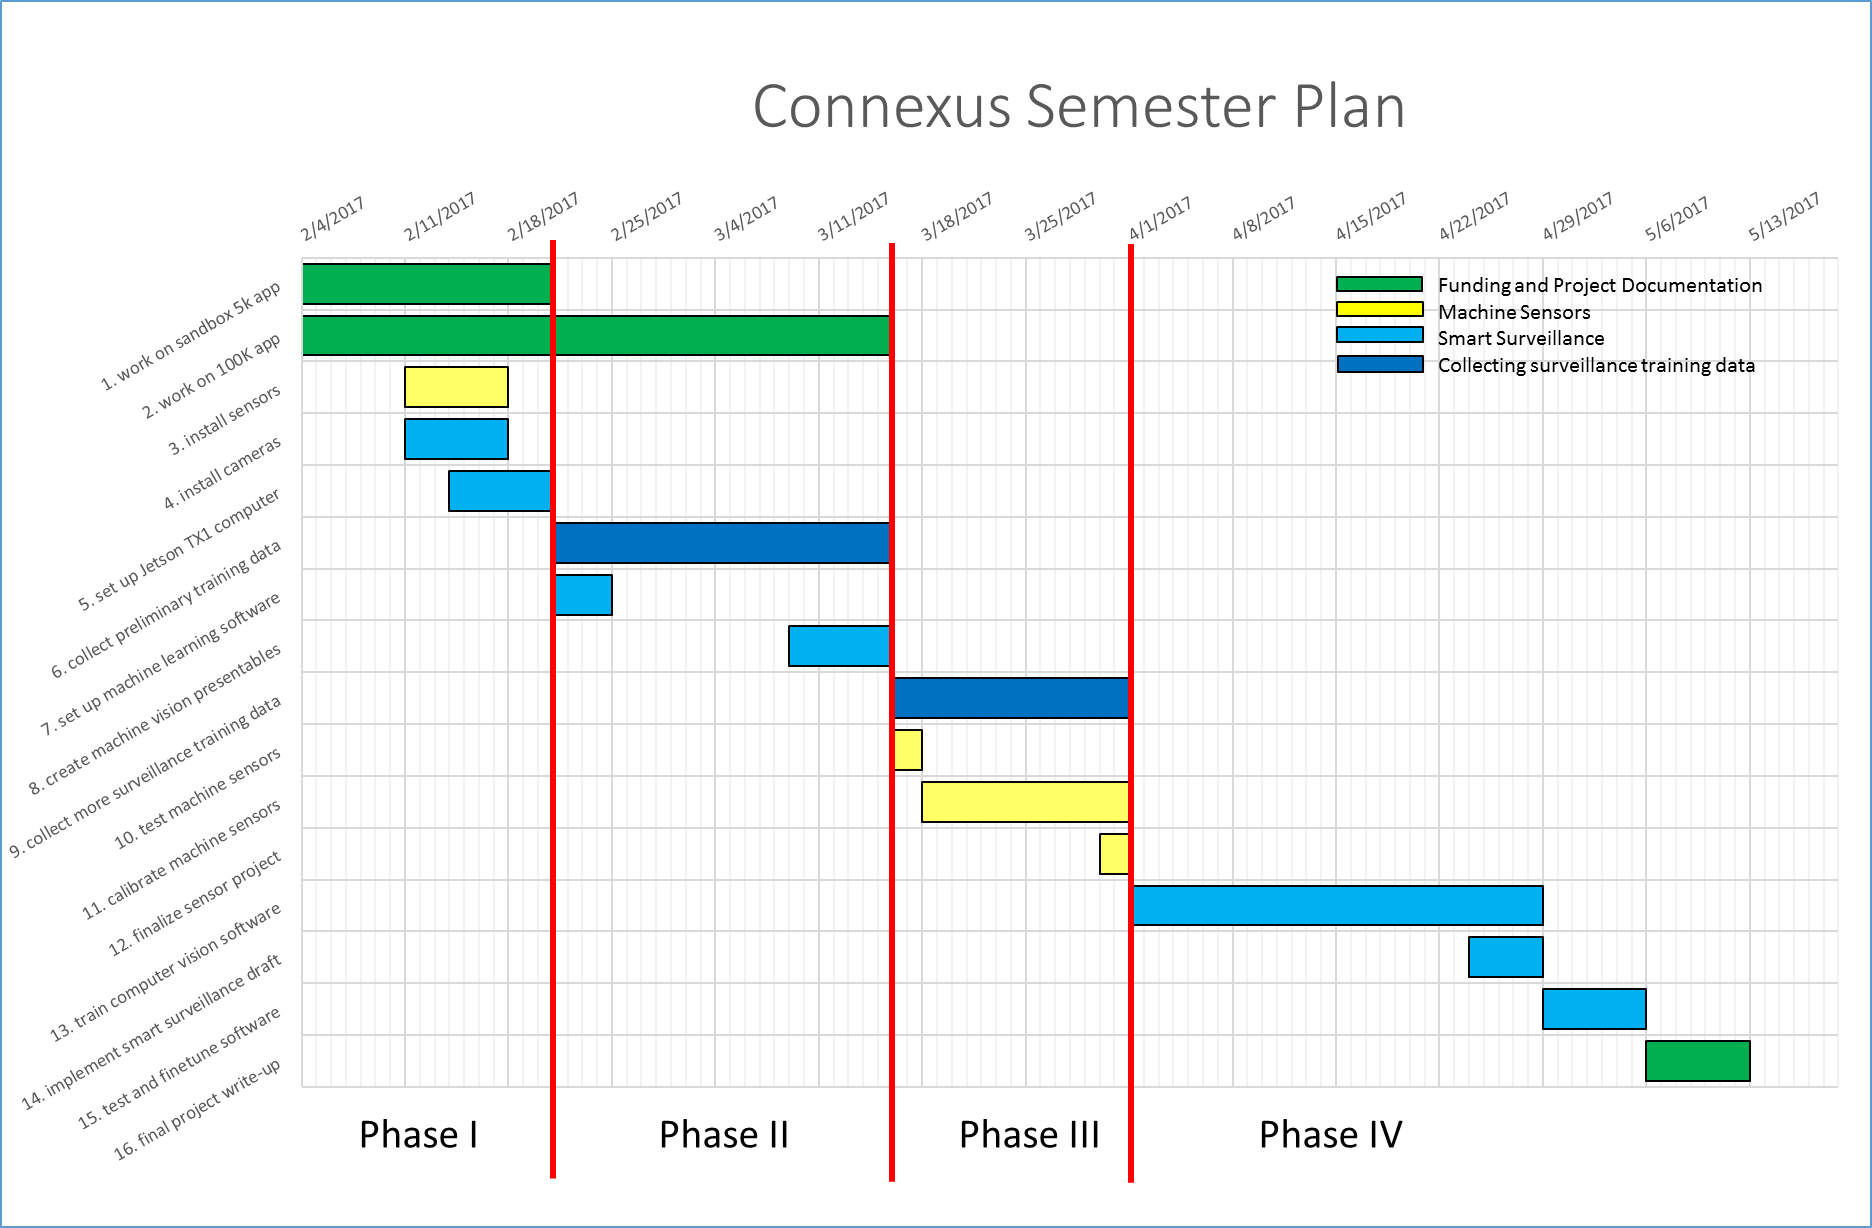 Connexus Semester Plan
2/4/2017
2/11/2017
2/18/2017
2/25/2017
3/4/2017
3/11/2017
3/18/2017
3/25/2017
4/1/2017
4/8/2017
4/15/2017
4/22/2017
4/29/2017
5/6/2017
5/13/2017
Funding and Project Documentation
Machine Sensors
Smart Surveillance
Collecting surveillance training data
1. work on sandbox 5k app
2. work on 100K app
3. install sensors
4. install cameras
5. set up Jetson TX1 computer
6. collect preliminary training data
7. set up machine learning software
8. create machine vision presentables
9. collect more surveillance training data
10. test machine sensors
11. calibrate machine sensors
12. finalize sensor project
13. train computer vision software
14. implement smart surveillance draft
15. test and finetune software
16. final project write-up
Phase I
Phase II
Phase III
Phase IV